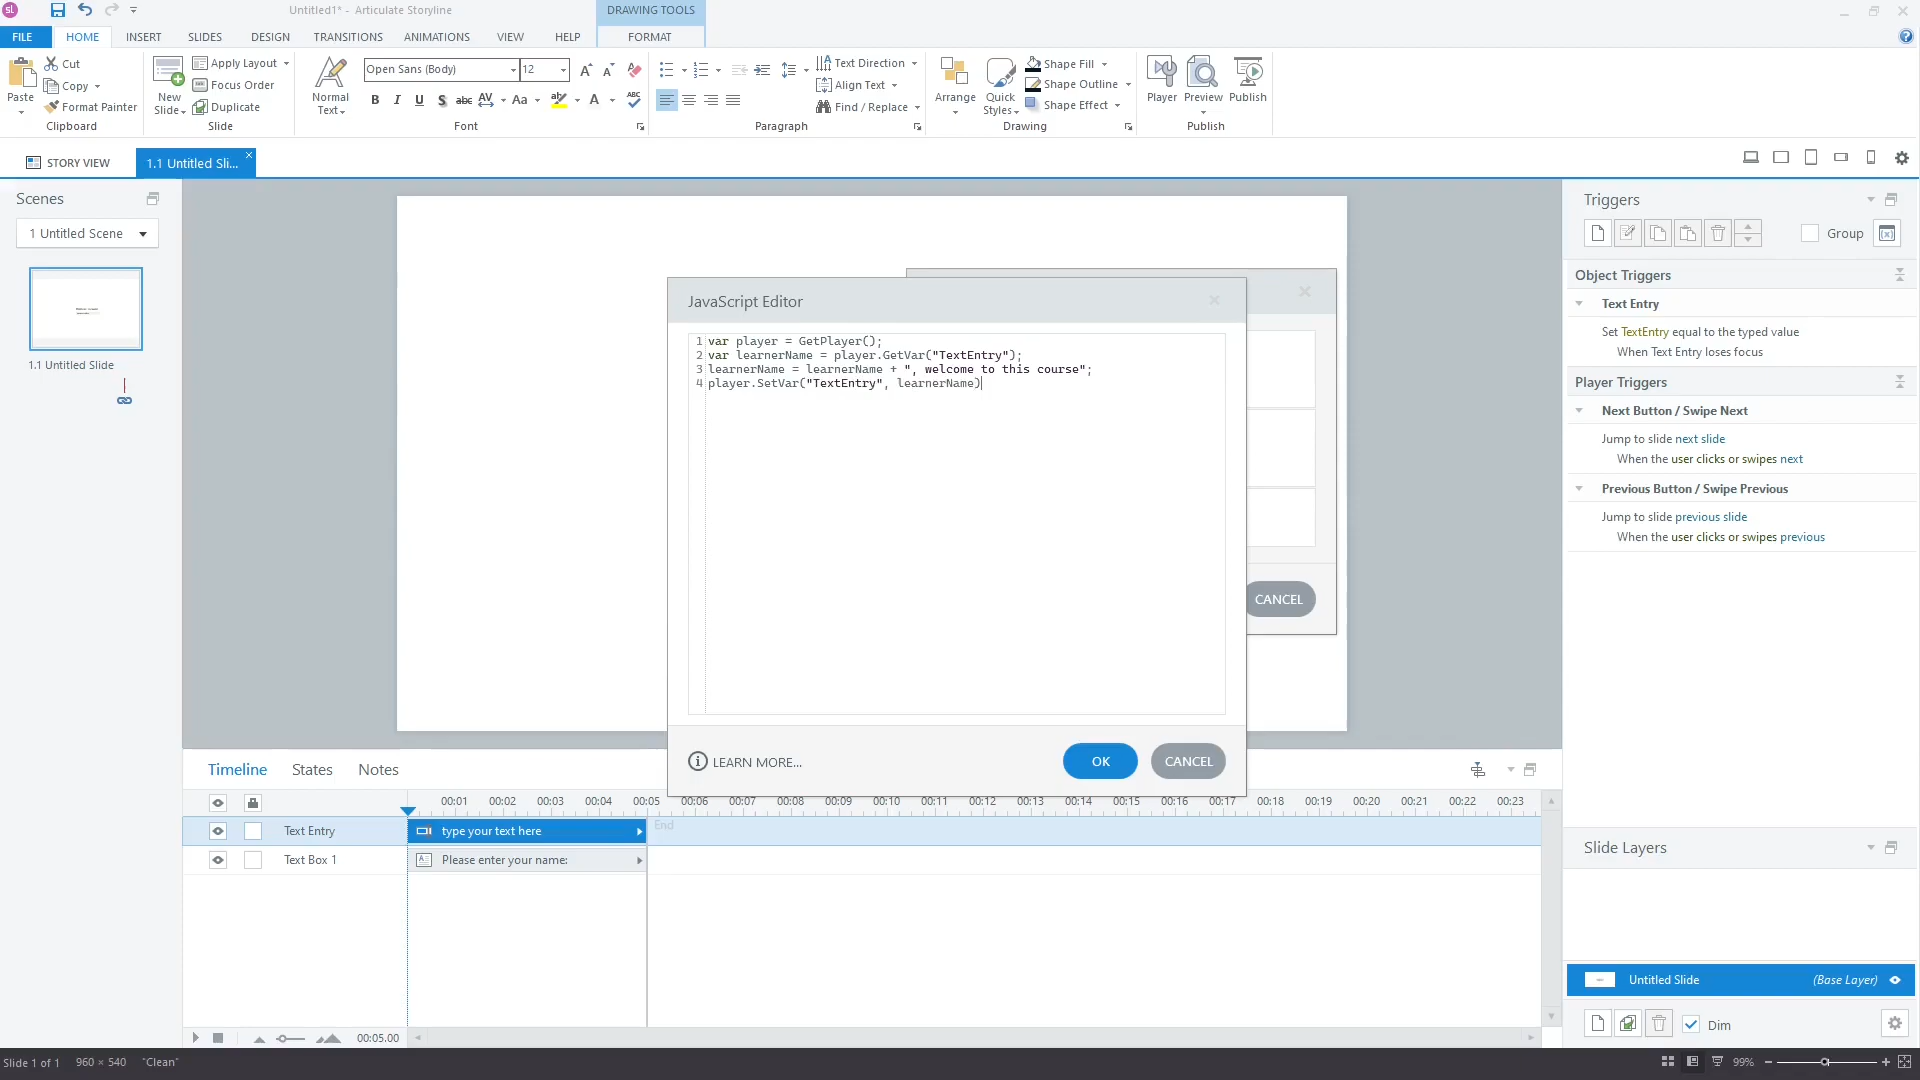 sl
Untitled1* - Articulate Storyline
DRAWING TOOLS
FILE
HOME
INSERT
SLIDES
DESIGN
TRANSITIONS
ANIMATIONS
VIEW
HELP
FORMAT
Paste
Cut
Copy
Format Painter
Clipboard
New
Slide
Apply Layout
Focus Order
Duplicate
Slide
Normal
Text
Open Sans (Body)
12
B I U S abc AV Aa ab A ABC
Font
Text Direction
Align Text
Find / Replace
Paragraph
Arrange
Quick
Styles
Shape Fill
Shape Outline
Shape Effect
Drawing
Player
Preview
Publish
Publish
STORY VIEW
1.1 Untitled Sli...
Scenes
1 Untitled Scene
1.1 Untitled Slide
JavaScript Editor
1 var player = GetPlayer();
2 var learnerName = player.GetVar("TextEntry");
3 learnerName = learnerName + ", welcome to this course";
4 player.SetVar("TextEntry", learnerName)
LEARN MORE...
OK
CANCEL
CANCEL
Triggers
Group
Object Triggers
Text Entry
Set TextEntry equal to the typed value
When Text Entry loses focus
Player Triggers
Next Button / Swipe Next
Jump to slide next slide
When the user clicks or swipes next
Previous Button / Swipe Previous
Jump to slide previous slide
When the user clicks or swipes previous
Timeline
States
Notes
00:01 00:02 00:03 00:04 00:05 00:06 00:07 00:08 00:09 00:10 00:11 00:12 00:13 00:14 00:15 00:16 00:17 00:18 00:19 00:20 00:21 00:22 00:23
Text Entry
type your text here
End
Text Box 1
Please enter your name:
00:05.00
Slide Layers
Untitled Slide
(Base Layer)
Dim
Slide 1 of 1
960 × 540
"Clean"
99%